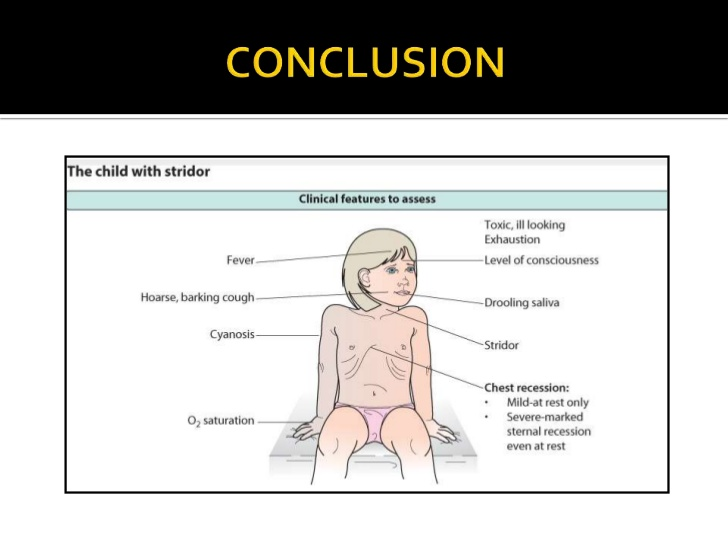 CONCLUSION
The child with stridor
Clinical features to assess
Toxic, ill looking
Exhaustion
Fever
Level of consciousness
Hoarse, barking cough
Drooling saliva
Cyanosis
Stridor
Chest recession:
• Mild-at rest only
• Severe-marked
sternal recession
even at rest
O₂ saturation